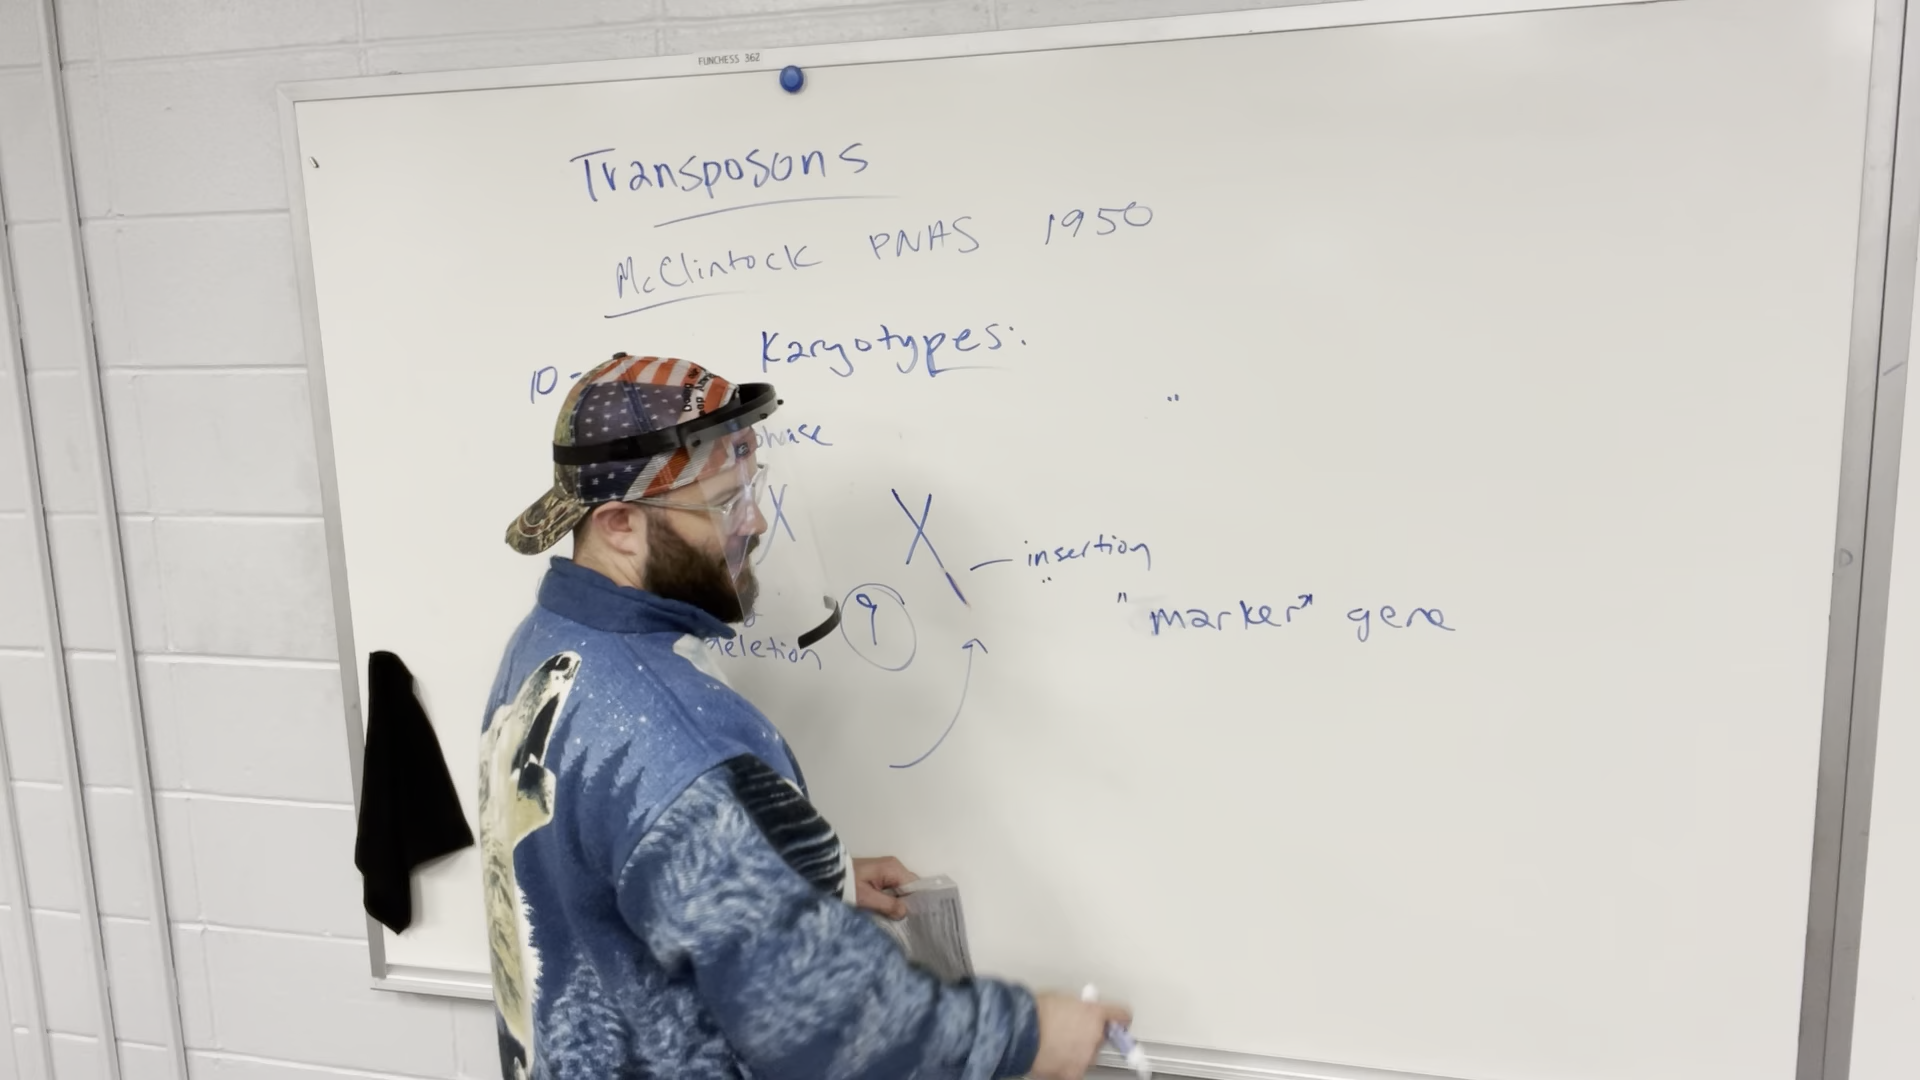 FUNCHESS 362
Transposons
McClintock PNAS 1950
Karyotypes:
10-
X X
insertion
"marker" gene
9
deletion